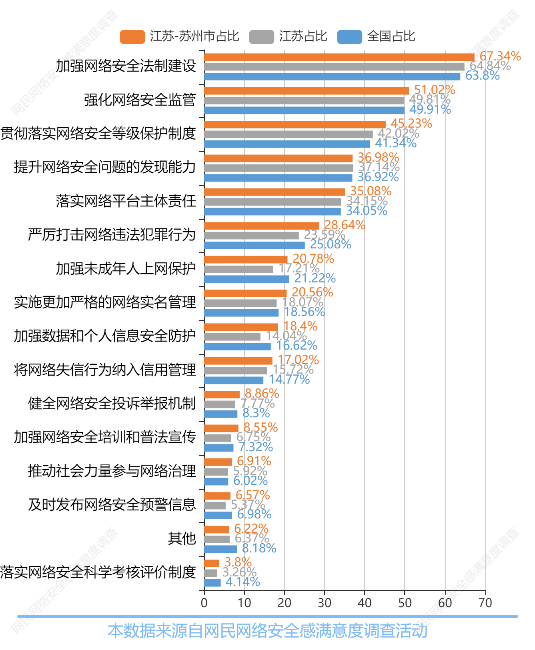 江苏-苏州市占比 江苏占比 全国占比
加强网络安全法制建设 67.34% 64.84% 63.8%
强化网络安全监管 51.02% 49.81% 49.91%
贯彻落实网络安全等级保护制度 45.23% 42.02% 41.34%
提升网络安全问题的发现能力 36.98% 37.14% 36.92%
落实网络平台主体责任 35.08% 34.15% 34.05%
严厉打击网络违法犯罪行为 28.64% 23.59% 25.08%
加强未成年人上网保护 20.78% 17.21% 21.22%
实施更加严格的网络实名管理 20.56% 18.07% 18.56%
加强数据和个人信息安全防护 18.4% 14.04% 16.62%
将网络失信行为纳入信用管理 17.02% 15.72% 14.77%
健全网络安全投诉举报机制 8.86% 7.77% 8.3%
加强网络安全培训和普法宣传 8.55% 6.75% 7.32%
推动社会力量参与网络治理 6.91% 5.92% 6.02%
及时发布网络安全预警信息 6.57% 5.37% 6.98%
其他 6.22% 6.37% 8.18%
落实网络安全科学考核评价制度 3.8% 3.26% 4.14%
0 10 20 30 40 50 60 70
本数据来源自网民网络安全感满意度调查活动